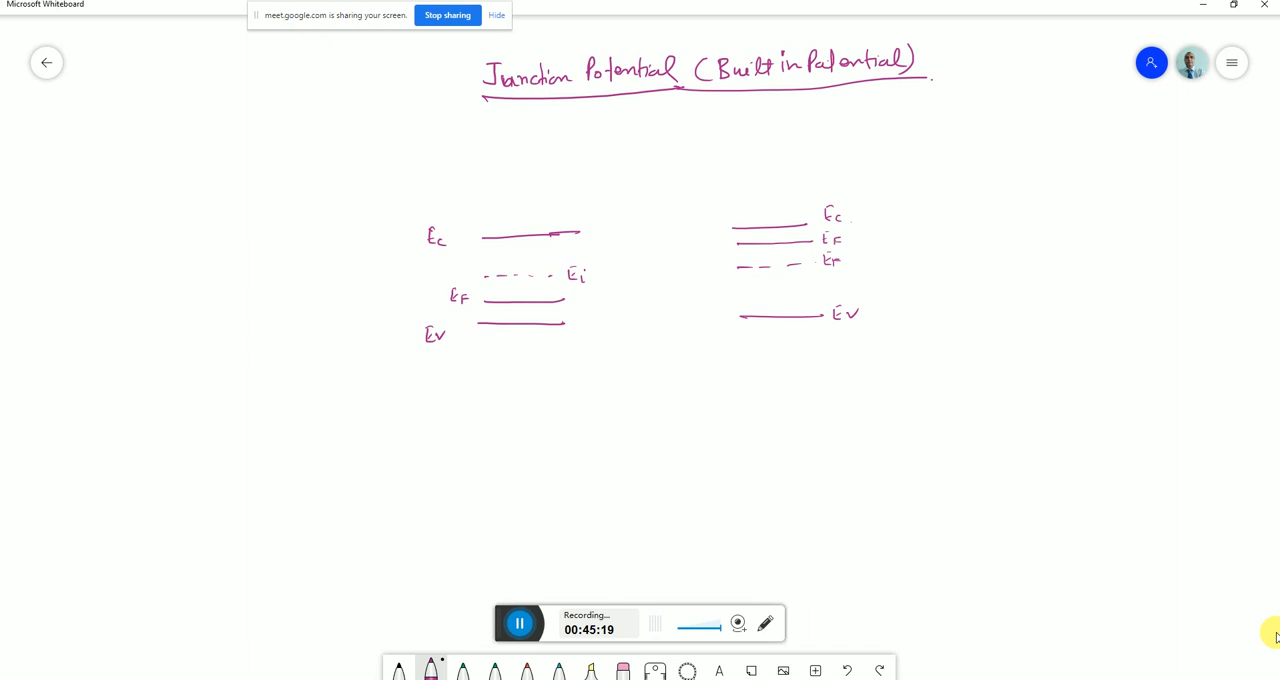 Microsoft Whiteboard
meet.google.com is sharing your screen.
Stop sharing
Hide
Junction Potential (Built in Potential)
Ec
Ei
EF
Ev
Ec
EF
Ev
Recording...
00:45:19
A